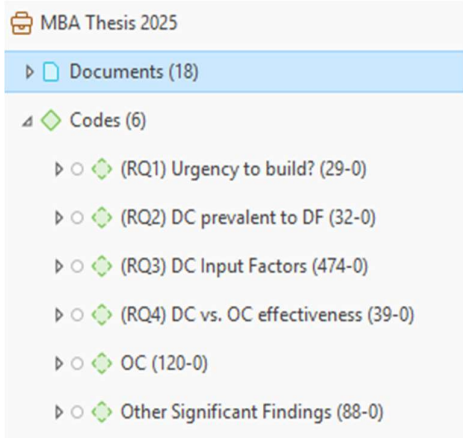 MBA Thesis 2025
Documents (18)
Codes (6)
(RQ1) Urgency to build? (29-0)
(RQ2) DC prevalent to DF (32-0)
(RQ3) DC Input Factors (474-0)
(RQ4) DC vs. OC effectiveness (39-0)
OC (120-0)
Other Significant Findings (88-0)